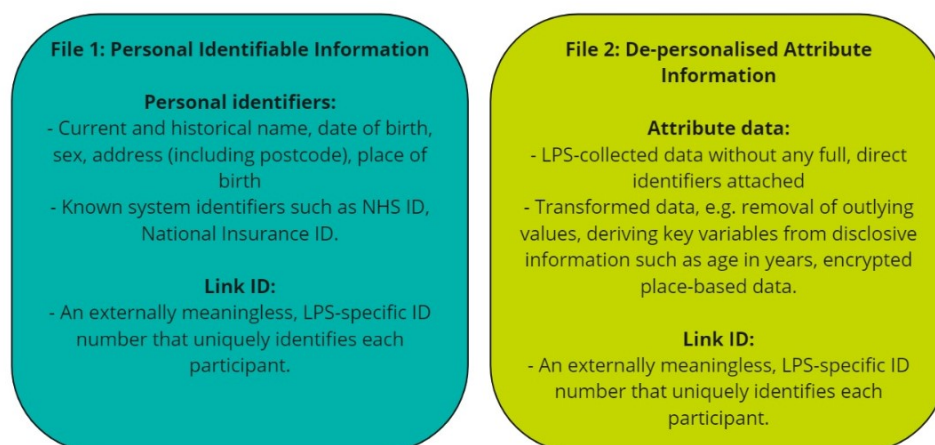 File 1: Personal Identifiable Information
Personal identifiers:
- Current and historical name, date of birth,
sex, address (including postcode), place of
birth
- Known system identifiers such as NHS ID,
National Insurance ID.
Link ID:
- An externally meaningless, LPS-specific ID
number that uniquely identifies each
participant.
File 2: De-personalised Attribute
Information
Attribute data:
- LPS-collected data without any full, direct
identifiers attached
- Transformed data, e.g. removal of outlying
values, deriving key variables from disclosive
information such as age in years, encrypted
place-based data.
Link ID:
- An externally meaningless, LPS-specific ID
number that uniquely identifies each
participant.